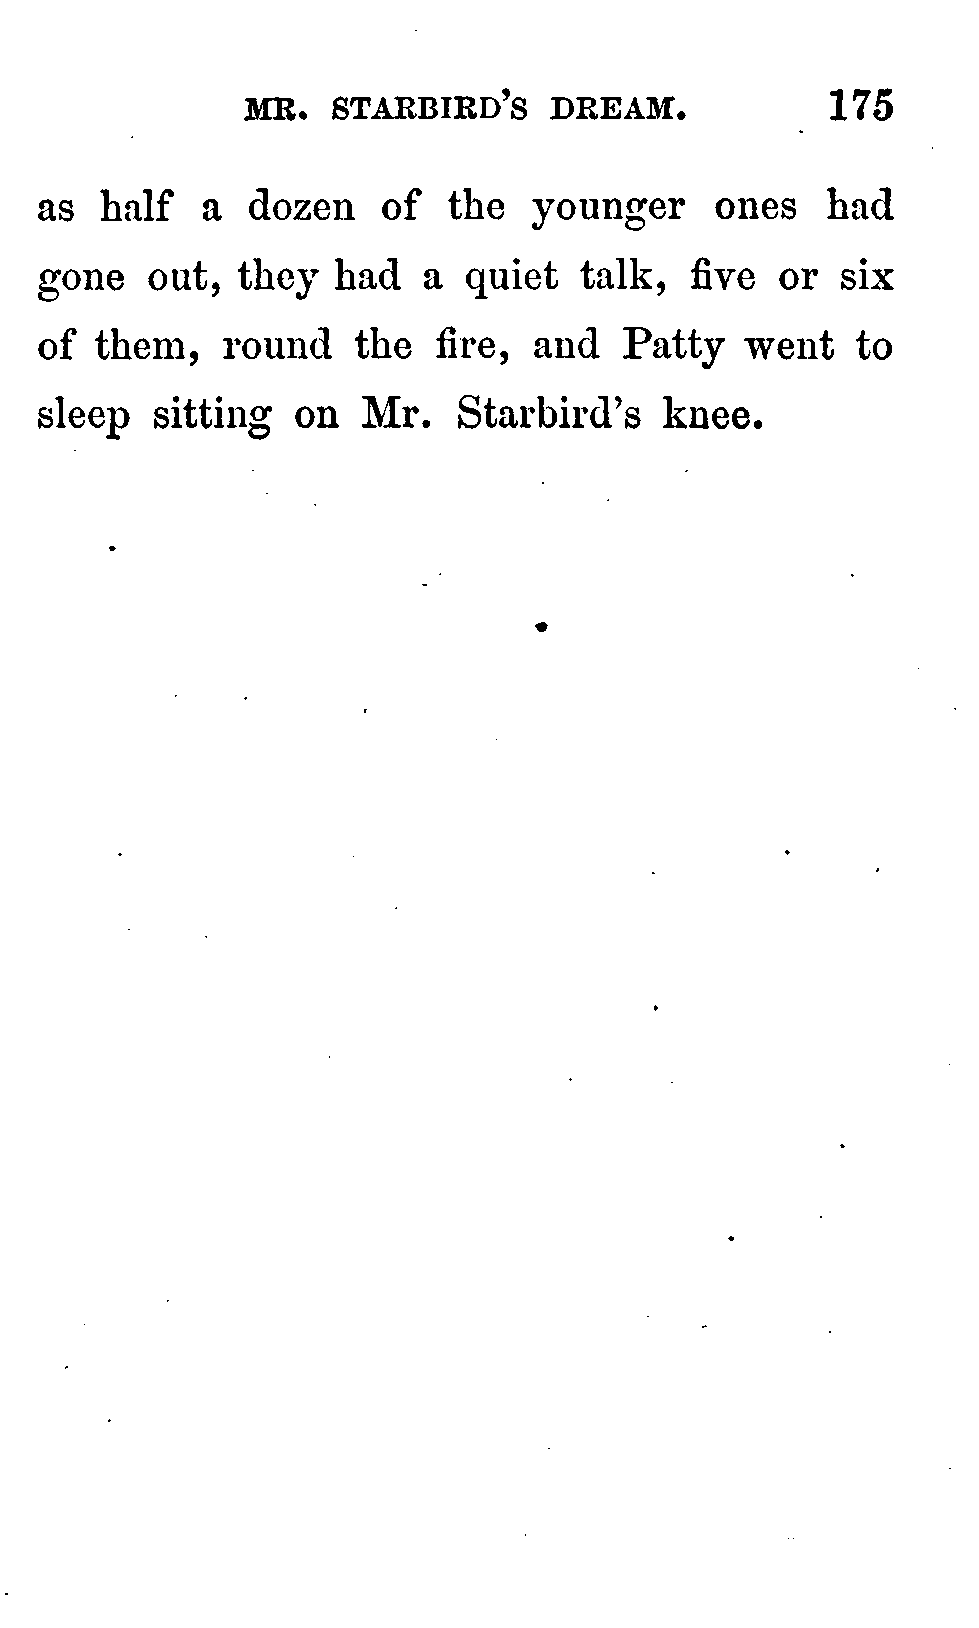 MR. STARBIRD'S DREAM. 175
as half a dozen of the younger ones had
gone out, they had a quiet talk, five or six
of them, round the fire, and Patty went to
sleep sitting on Mr. Starbird's knee.